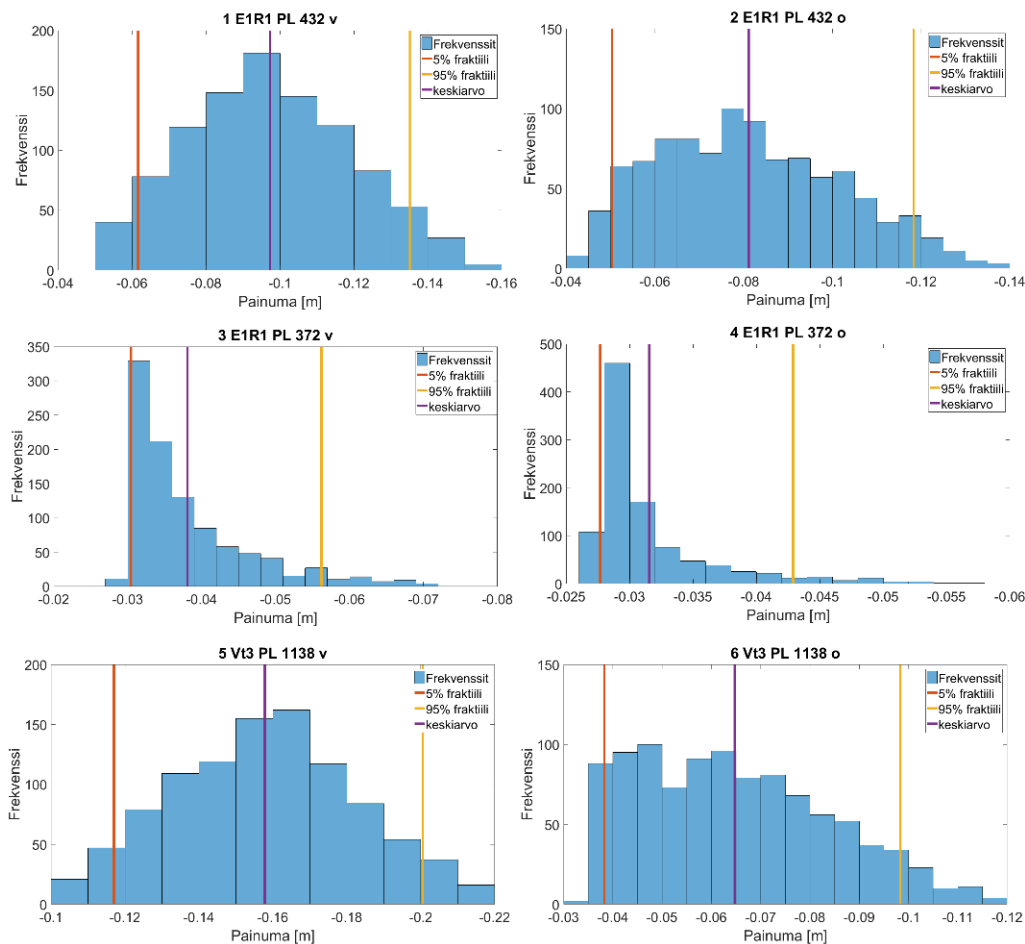 1 E1R1 PL 432 v
200
150
100
50
0
Frekvenssi
Frekvenssit
5% fraktiili
95% fraktiili
keskiarvo
-0.04 -0.06 -0.08 -0.1 -0.12 -0.14 -0.16
Painuma [m]
2 E1R1 PL 432 o
150
100
50
0
Frekvenssi
Frekvenssit
5% fraktiili
95% fraktiili
keskiarvo
-0.04 -0.06 -0.08 -0.1 -0.12 -0.14
Painuma [m]
3 E1R1 PL 372 v
350
300
250
200
150
100
50
0
Frekvenssi
Frekvenssit
5% fraktiili
95% fraktiili
keskiarvo
-0.02 -0.03 -0.04 -0.05 -0.06 -0.07 -0.08
Painuma [m]
4 E1R1 PL 372 o
500
400
300
200
100
0
Frekvenssi
Frekvenssit
5% fraktiili
95% fraktiili
keskiarvo
-0.025 -0.03 -0.035 -0.04 -0.045 -0.05 -0.055 -0.06
Painuma [m]
5 Vt3 PL 1138 v
200
150
100
50
0
Frekvenssi
Frekvenssit
5% fraktiili
95% fraktiili
keskiarvo
-0.1 -0.12 -0.14 -0.16 -0.18 -0.2 -0.22
Painuma [m]
6 Vt3 PL 1138 o
150
100
50
0
Frekvenssi
Frekvenssit
5% fraktiili
95% fraktiili
keskiarvo
-0.03 -0.04 -0.05 -0.06 -0.07 -0.08 -0.09 -0.1 -0.11 -0.12
Painuma [m]